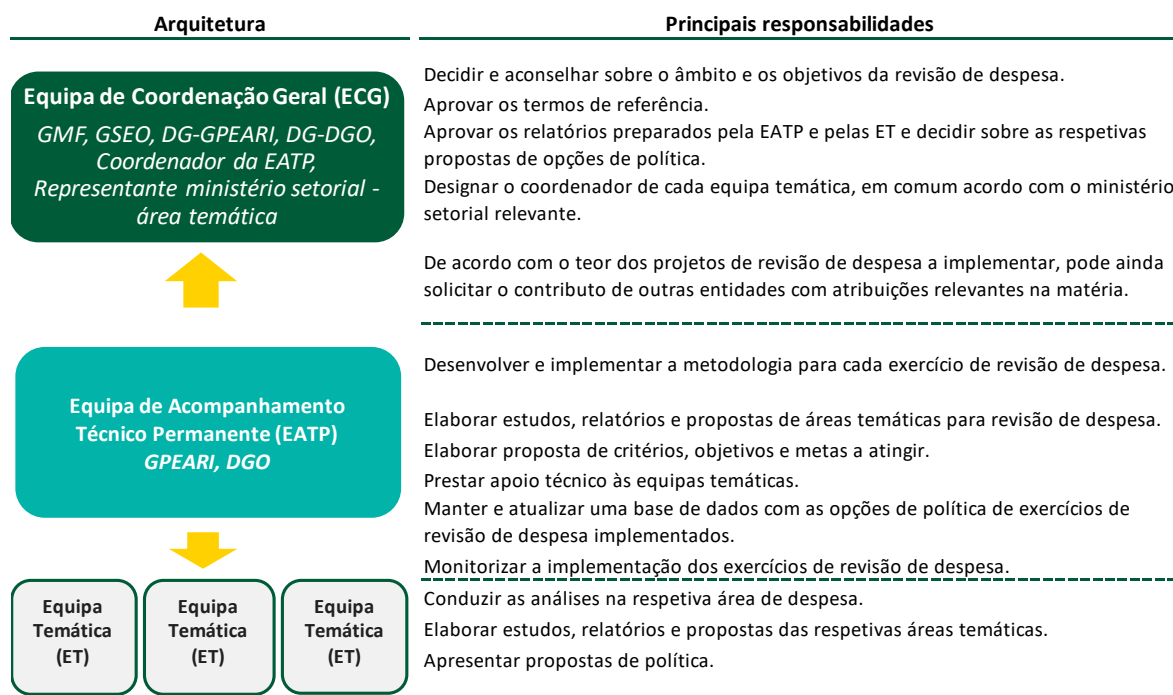 Arquitetura
Principais responsabilidades
Equipa de Coordenação Geral (ECG)
GMF, GSEO, DG-GPEARI, DG-DGO,
Coordenador da EATP,
Representante ministério setorial -
área temática
Decidir e aconselhar sobre o âmbito e os objetivos da revisão de despesa.
Aprovar os termos de referência.
Aprovar os relatórios preparados pela EATP e pelas ET e decidir sobre as respetivas
propostas de opções de política.
Designar o coordenador de cada equipa temática, em comum acordo com o ministério
setorial relevante.
De acordo com o teor dos projetos de revisão de despesa a implementar, pode ainda
solicitar o contributo de outras entidades com atribuições relevantes na matéria.
Equipa de Acompanhamento
Técnico Permanente (EATP)
GPEARI, DGO
Desenvolver e implementar a metodologia para cada exercício de revisão de despesa.
Elaborar estudos, relatórios e propostas de áreas temáticas para revisão de despesa.
Elaborar proposta de critérios, objetivos e metas a atingir.
Prestar apoio técnico às equipas temáticas.
Manter e atualizar uma base de dados com as opções de política de exercícios de
revisão de despesa implementados.
Monitorizar a implementação dos exercícios de revisão de despesa.
Equipa
Temática
(ET)
Equipa
Temática
(ET)
Equipa
Temática
(ET)
Conduzir as análises na respetiva área de despesa.
Elaborar estudos, relatórios e propostas das respetivas áreas temáticas.
Apresentar propostas de política.